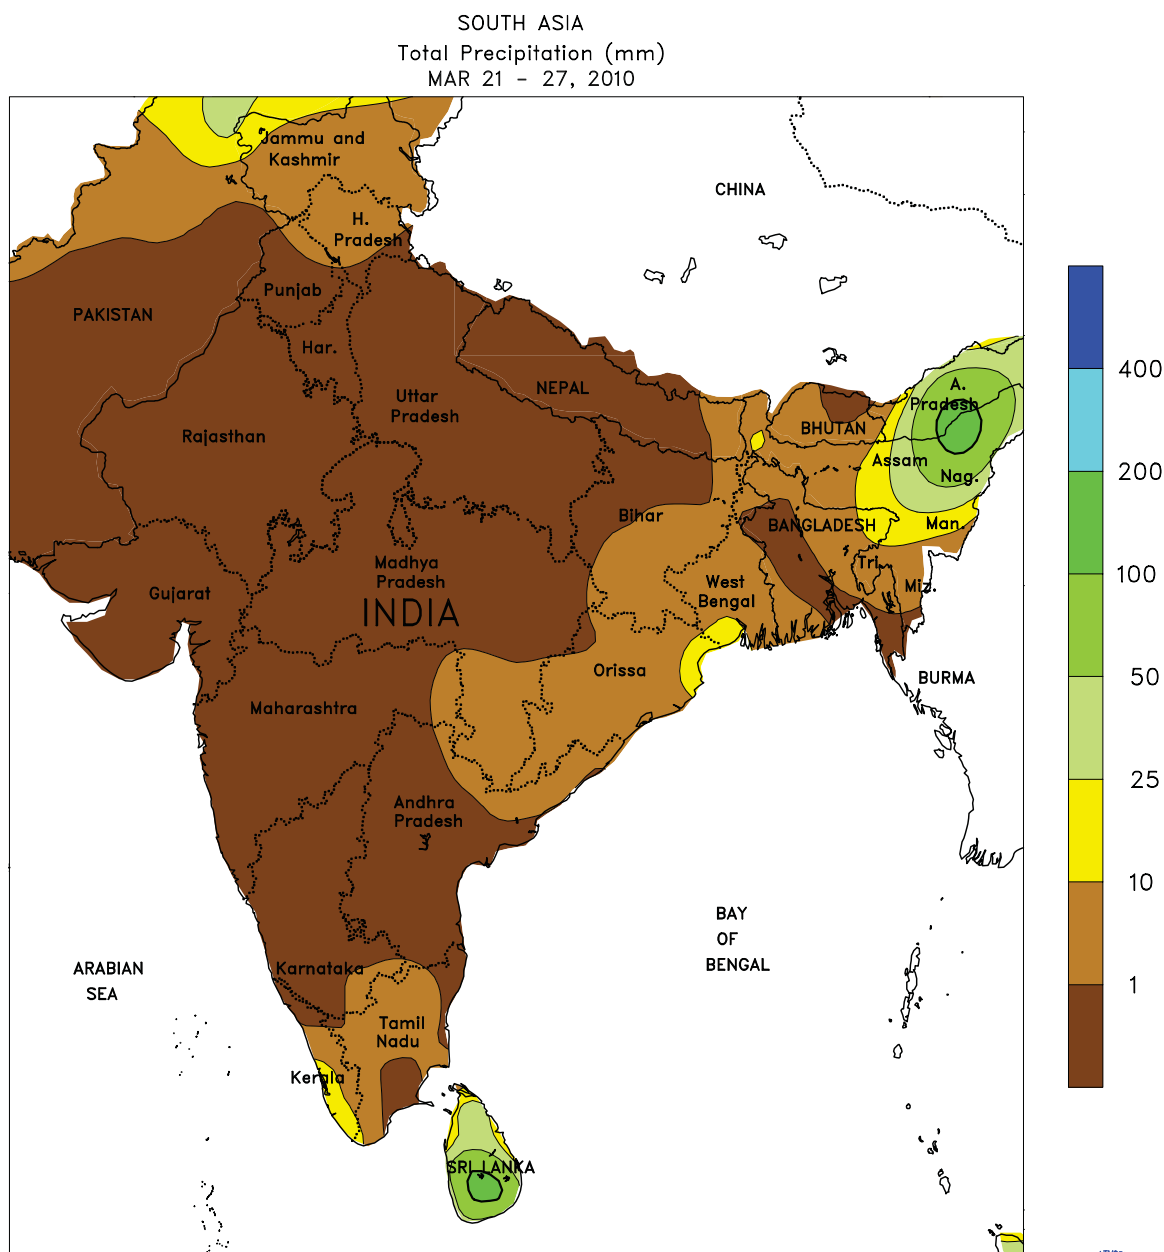 SOUTH ASIA
Total Precipitation (mm)
MAR 21 - 27, 2010
Jammu and
Kashmir
CHINA
H.
Pradesh
Punjab
PAKISTAN
Har.
NEPAL
A.
Pradesh
Uttar
Pradesh
BHUTAN
Rajasthan
Assam
Nag.
Bihar
BANGLADESH
Man.
Madhya
Pradesh
Tri.
Gujarat
West
Bengal
Miz.
INDIA
Orissa
BURMA
Maharashtra
Andhra
Pradesh
BAY
OF
BENGAL
ARABIAN
SEA
Karnataka
Tamil
Nadu
Kerala
SRI LANKA
400
200
100
50
25
10
1